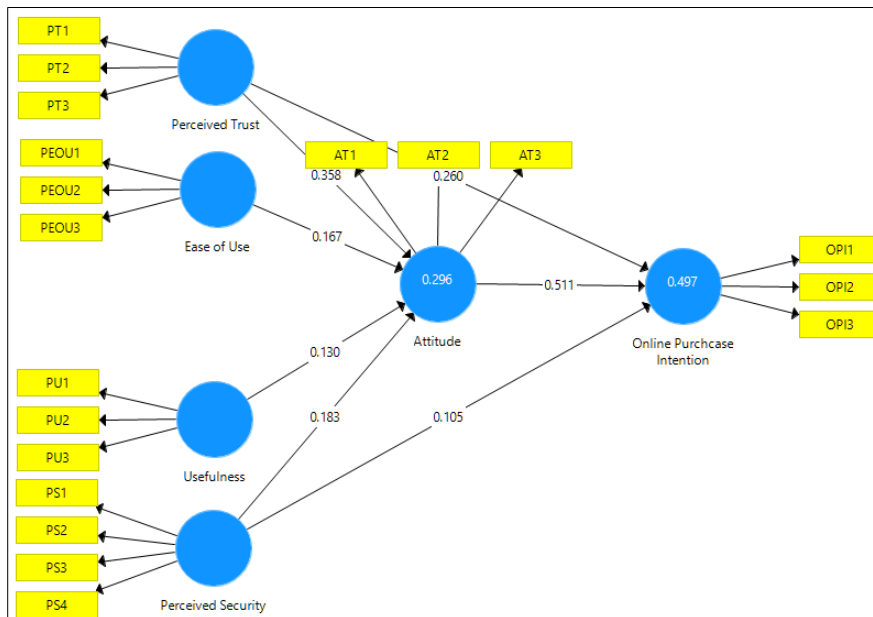 PT1
PT2
PT3
Perceived Trust
PEOU1
PEOU2
PEOU3
Ease of Use
AT1
AT2
AT3
0.358
0.260
0.167
0.296
Attitude
0.511
0.497
Online Purchcase
Intention
OPI1
OPI2
OPI3
0.130
0.183
0.105
PU1
PU2
PU3
Usefulness
PS1
PS2
PS3
PS4
Perceived Security